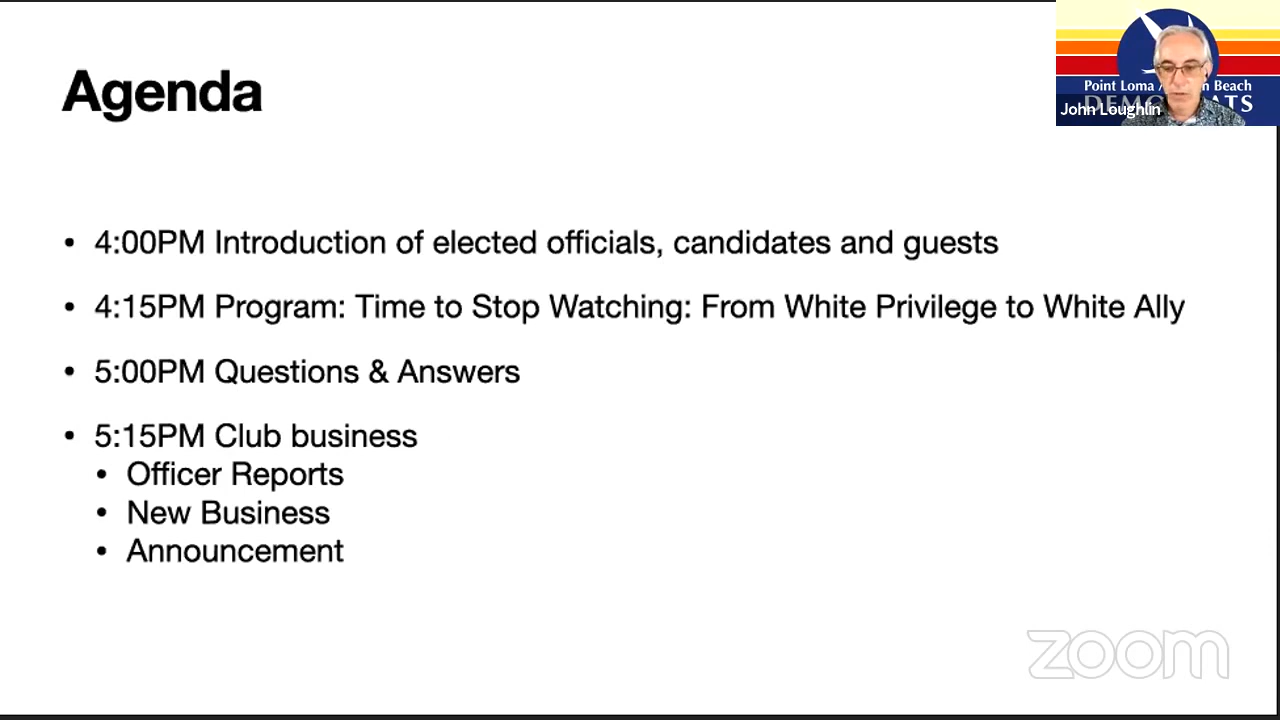 Agenda
Point Loma / n Beach
DEMO ATS
John Loughlin
• 4:00PM Introduction of elected officials, candidates and guests
• 4:15PM Program: Time to Stop Watching: From White Privilege to White Ally
• 5:00PM Questions & Answers
• 5:15PM Club business
• Officer Reports
• New Business
• Announcement
zoom